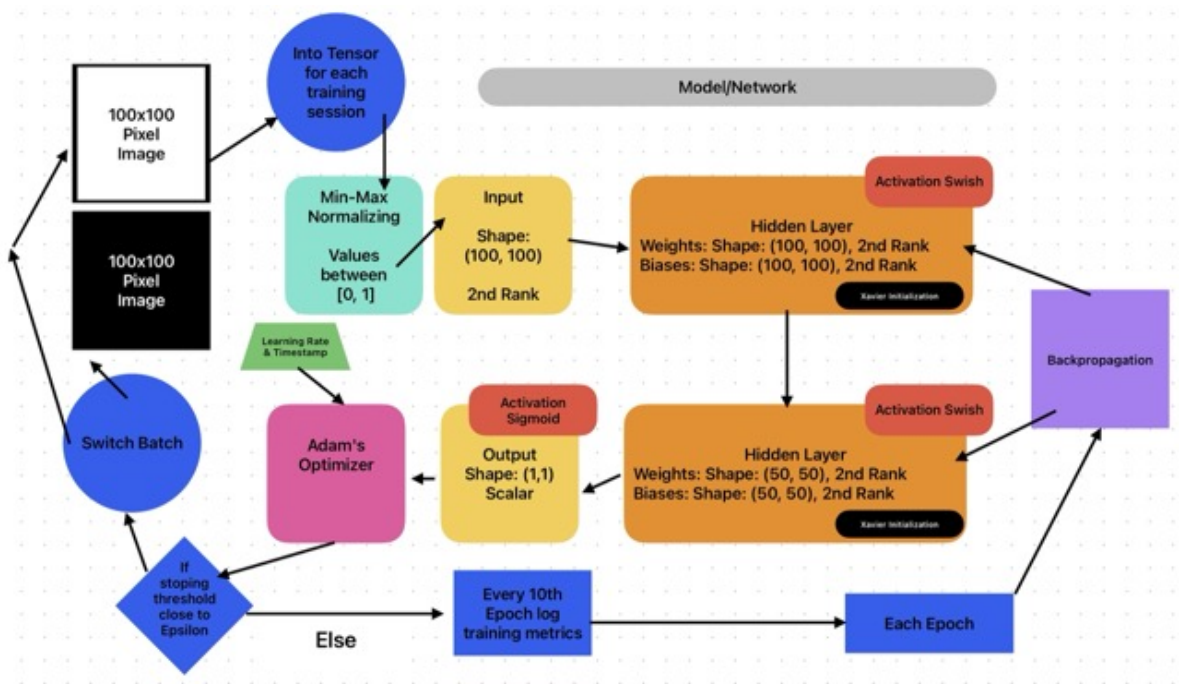 Into Tensor
for each
training
session
Model/Network
100x100
Pixel
Image
100x100
Pixel
Image
Min-Max
Normalizing
Values
between
[0, 1]
Input
Shape:
(100, 100)
2nd Rank
Activation Swish
Hidden Layer
Weights: Shape: (100, 100), 2nd Rank
Biases: Shape: (100, 100), 2nd Rank
Xavier Initialization
Backpropagation
Learning Rate
& Timestamp
Switch Batch
Adam's
Optimizer
Activation
Sigmoid
Output
Shape: (1,1)
Scalar
Activation Swish
Hidden Layer
Weights: Shape: (50, 50), 2nd Rank
Biases: Shape: (50, 50), 2nd Rank
Xavier Initialization
If
stoping
threshold
close to
Epsilon
Else
Every 10th
Epoch log
training metrics
Each Epoch